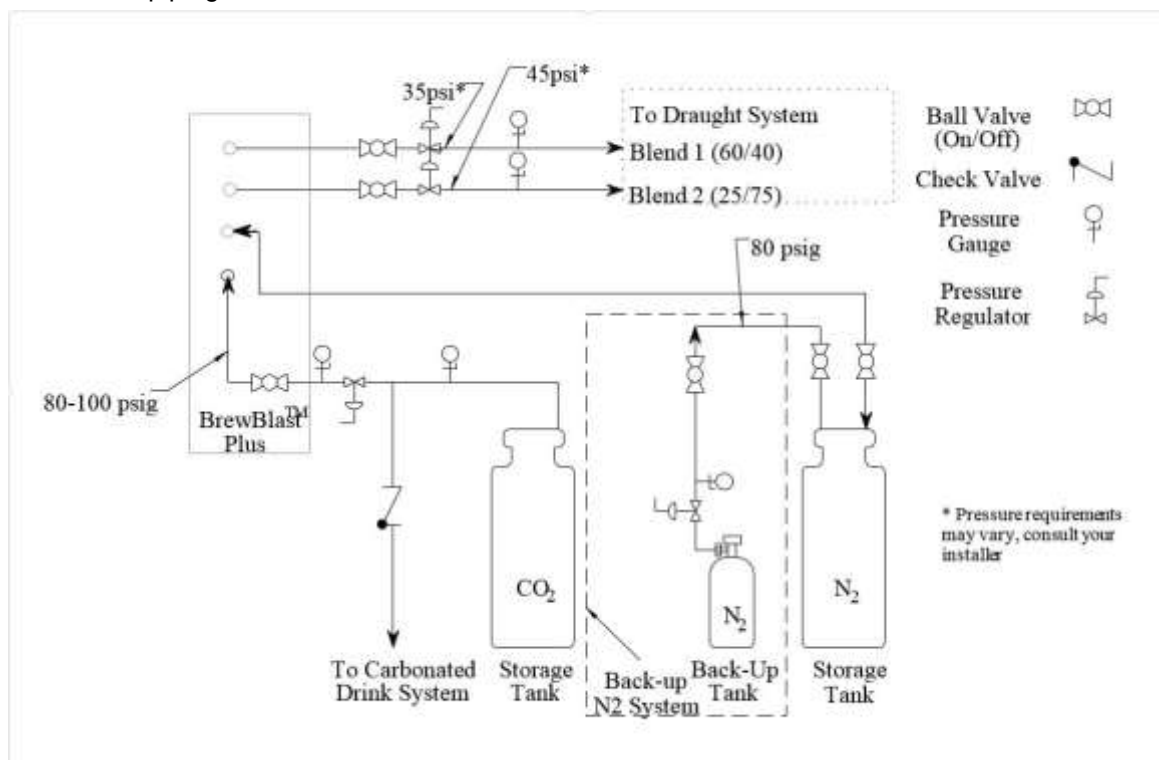 35psi*
45psi*
To Draught System
Blend 1 (60/40)
Blend 2 (25/75)
Ball Valve
(On/Off)
Check Valve
Pressure
Gauge
Pressure
Regulator
80 psig
80-100 psig
BrewBlast™
Plus
* Pressure requirements
may vary, consult your
installer
CO2
N2
N2
To Carbonated
Drink System
Storage
Tank
Back-up
N2 System
Back-Up
Tank
Storage
Tank